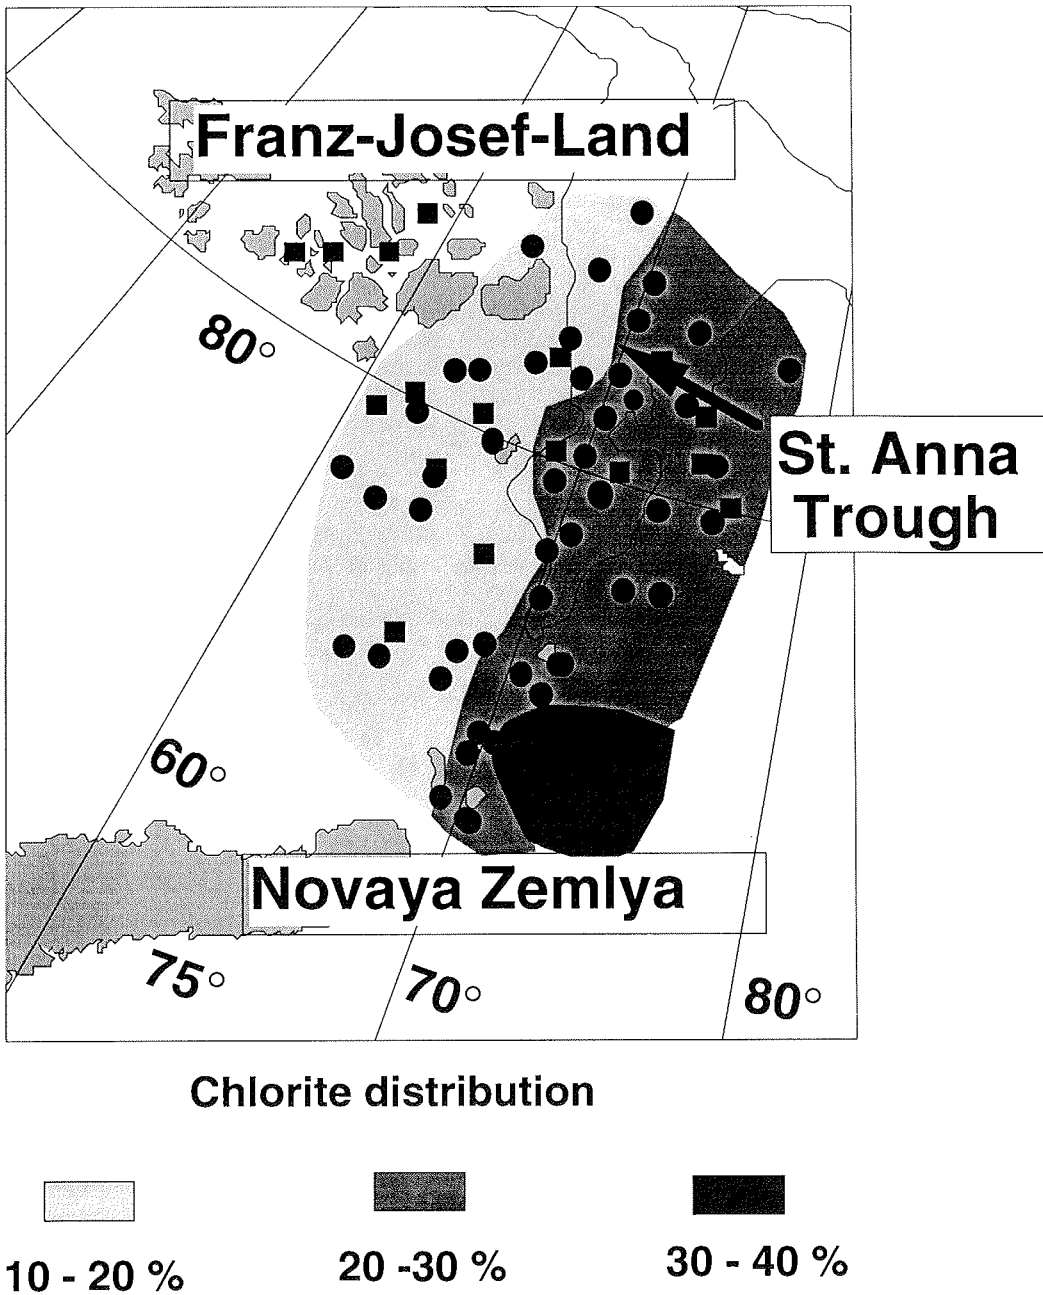 Franz-Josef-Land
80°
St. Anna
Trough
60°
Novaya Zemlya
75°
70°
80°
Chlorite distribution
10 - 20 %
20 -30 %
30 - 40 %